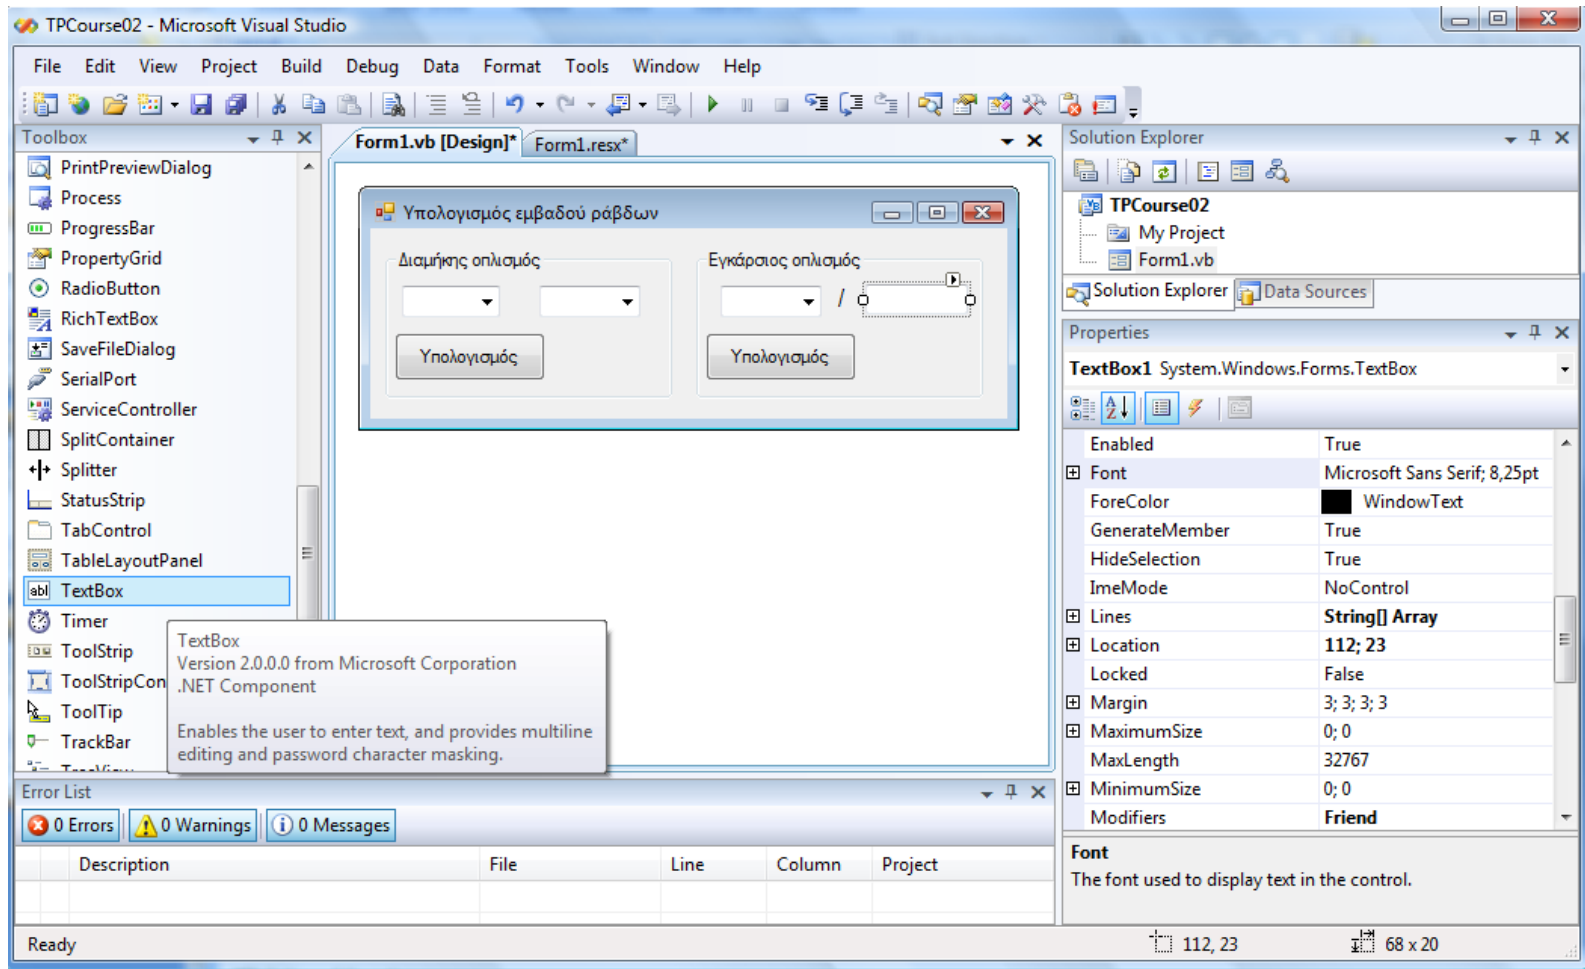 TPCourse02 - Microsoft Visual Studio
File Edit View Project Build Debug Data Format Tools Window Help
Toolbox
PrintPreviewDialog
Process
ProgressBar
PropertyGrid
RadioButton
RichTextBox
SaveFileDialog
SerialPort
ServiceController
SplitContainer
Splitter
StatusStrip
TabControl
TableLayoutPanel
abl TextBox
Timer
ToolStrip
ToolStripCon
ToolTip
TrackBar
TextBox
Version 2.0.0.0 from Microsoft Corporation
.NET Component
Enables the user to enter text, and provides multiline
editing and password character masking.
Form1.vb [Design]* Form1.resx*
Υπολογισμός εμβαδού ράβδων
Διαμήκης οπλισμός
Υπολογισμός
Εγκάρσιος οπλισμός
/
Υπολογισμός
Solution Explorer
TPCourse02
My Project
Form1.vb
Solution Explorer Data Sources
Properties
TextBox1 System.Windows.Forms.TextBox
Enabled True
Font Microsoft Sans Serif; 8,25pt
ForeColor WindowText
GenerateMember True
HideSelection True
ImeMode NoControl
Lines String[] Array
Location 112; 23
Locked False
Margin 3; 3; 3; 3
MaximumSize 0; 0
MaxLength 32767
MinimumSize 0; 0
Modifiers Friend
Font
The font used to display text in the control.
Error List
0 Errors 0 Warnings 0 Messages
Description File Line Column Project
Ready 112, 23 68 x 20